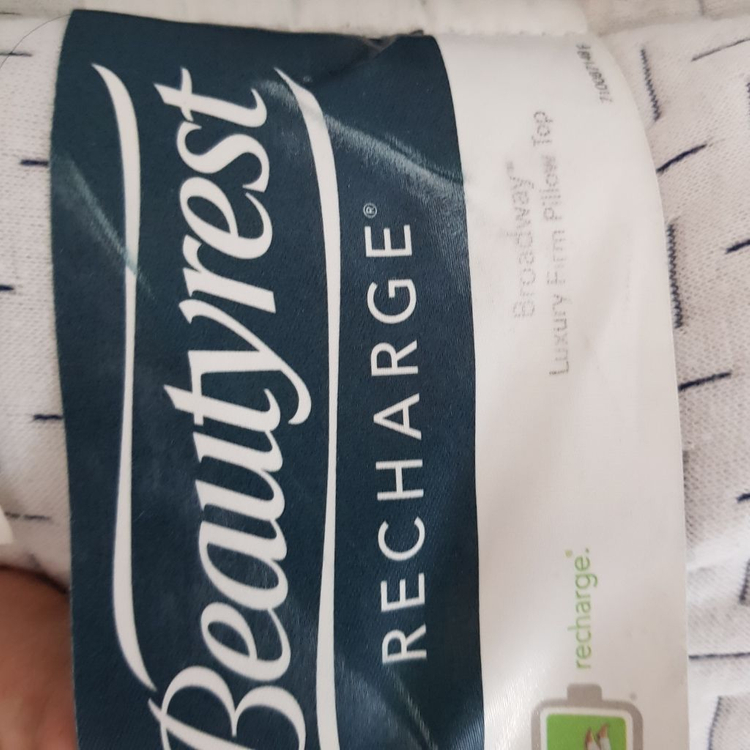 Beautyrest
RECHARGE®
Broadway™
Luxury Firm Pillow Top
recharge.®